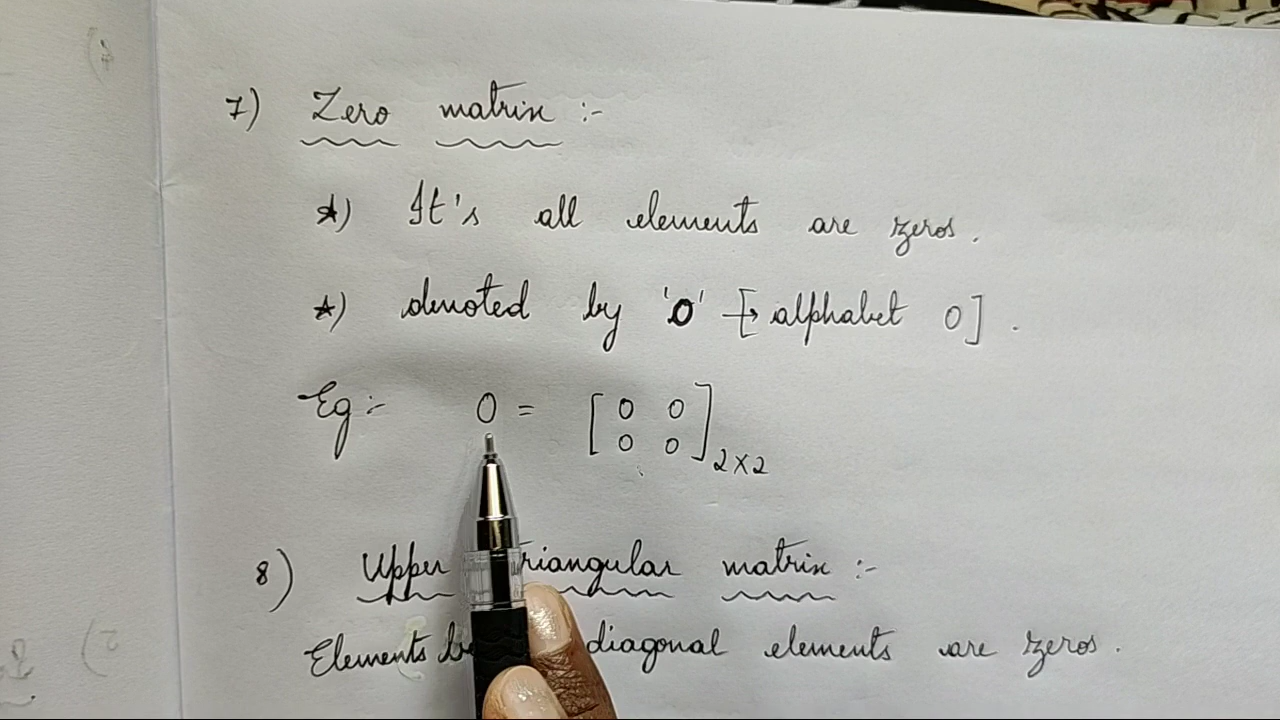 7) Zero matrix :-
*) It's all elements are zeros.
*) denoted by 'O' [→ alphabet O].
Eg:- O = [0 0
0 0] 2×2
8) Upper triangular matrix :-
Elements diagonal elements are zeros.